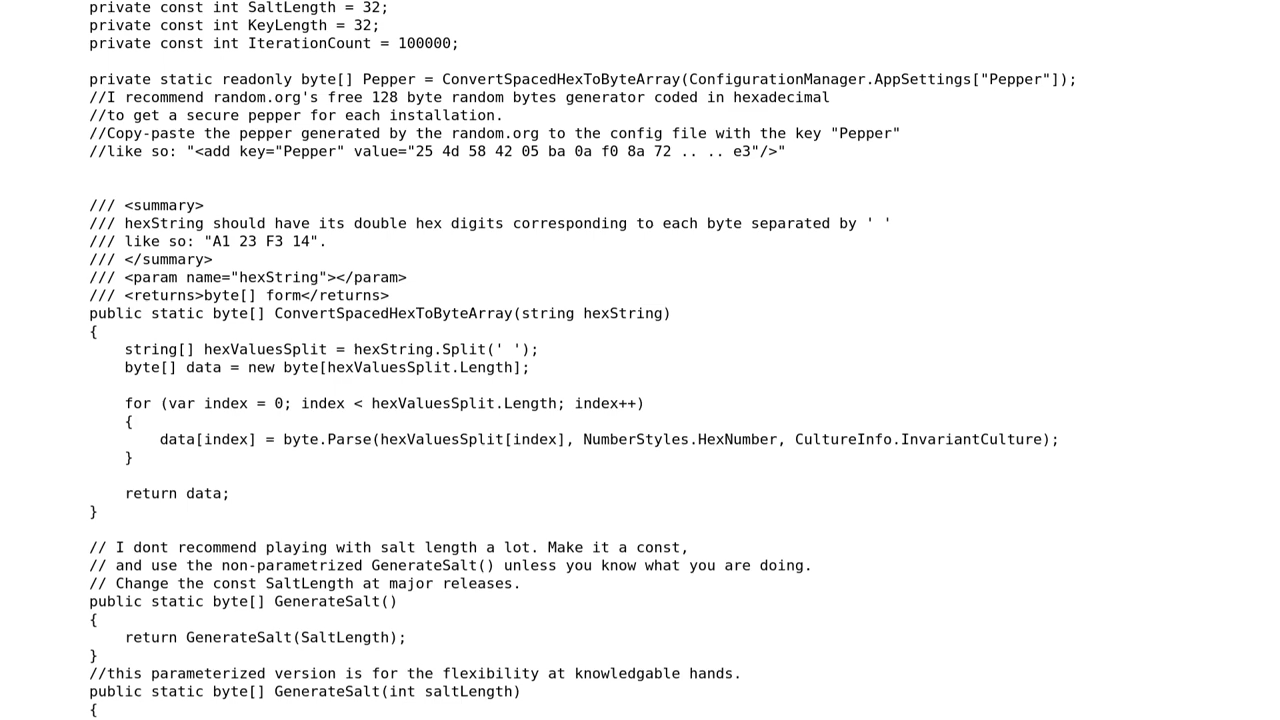 private const int SaltLength = 32;
private const int KeyLength = 32;
private const int IterationCount = 100000;
private static readonly byte[] Pepper = ConvertSpacedHexToByteArray(ConfigurationManager.AppSettings["Pepper"]);
//I recommend random.org's free 128 byte random bytes generator coded in hexadecimal
//to get a secure pepper for each installation.
//Copy-paste the pepper generated by the random.org to the config file with the key "Pepper"
//like so: "<add key="Pepper" value="25 4d 58 42 05 ba 0a f0 8a 72 .. .. e3"/>"
/// <summary>
/// hexString should have its double hex digits corresponding to each byte separated by ' '
/// like so: "A1 23 F3 14".
/// </summary>
/// <param name="hexString"></param>
/// <returns>byte[] form</returns>
public static byte[] ConvertSpacedHexToByteArray(string hexString)
{
    string[] hexValuesSplit = hexString.Split(' ');
    byte[] data = new byte[hexValuesSplit.Length];
    for (var index = 0; index < hexValuesSplit.Length; index++)
    {
        data[index] = byte.Parse(hexValuesSplit[index], NumberStyles.HexNumber, CultureInfo.InvariantCulture);
    }
    return data;
}
// I dont recommend playing with salt length a lot. Make it a const,
// and use the non-parametrized GenerateSalt() unless you know what you are doing.
// Change the const SaltLength at major releases.
public static byte[] GenerateSalt()
{
    return GenerateSalt(SaltLength);
}
//this parameterized version is for the flexibility at knowledgable hands.
public static byte[] GenerateSalt(int saltLength)
{